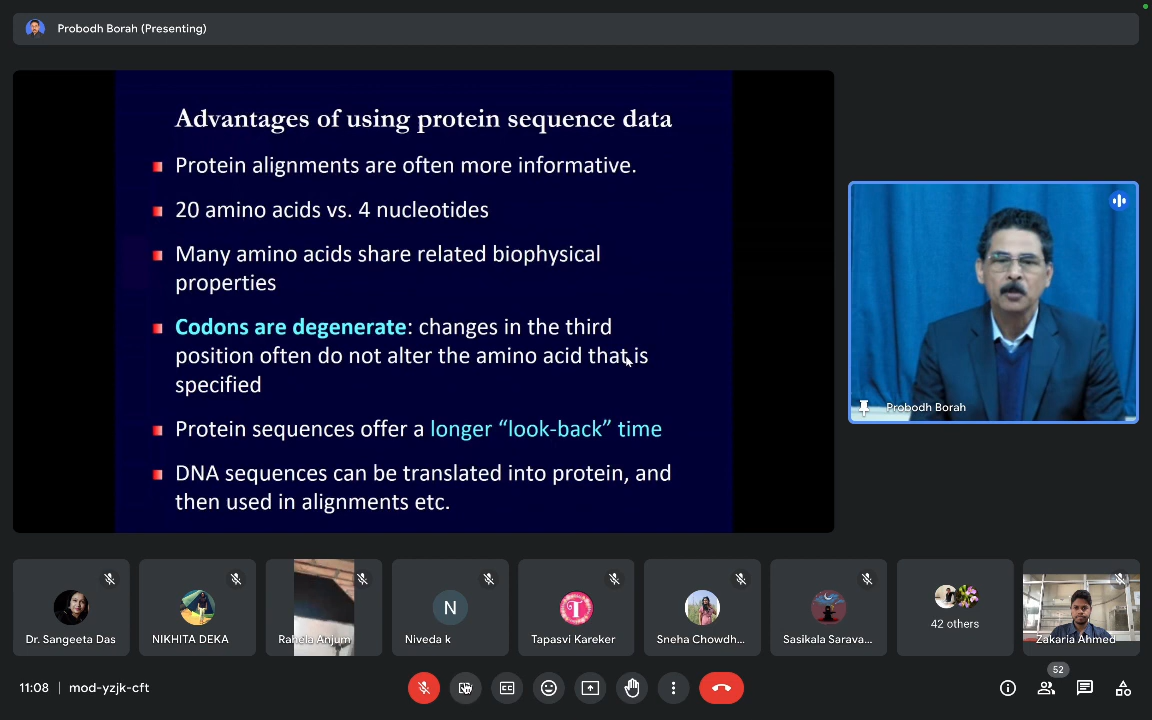 Probodh Borah (Presenting)
Advantages of using protein sequence data
Protein alignments are often more informative.
20 amino acids vs. 4 nucleotides
Many amino acids share related biophysical
properties
Codons are degenerate: changes in the third
position often do not alter the amino acid that is
specified
Protein sequences offer a longer “look-back” time
DNA sequences can be translated into protein, and
then used in alignments etc.
Probodh Borah
N
T
Dr. Sangeeta Das
NIKHITA DEKA
Rahela Anjum
Niveda k
Tapasvi Kareker
Sneha Chowdh...
Sasikala Sarava...
42 others
Zakaria Ahmed
11:08 | mod-yzjk-cft
52